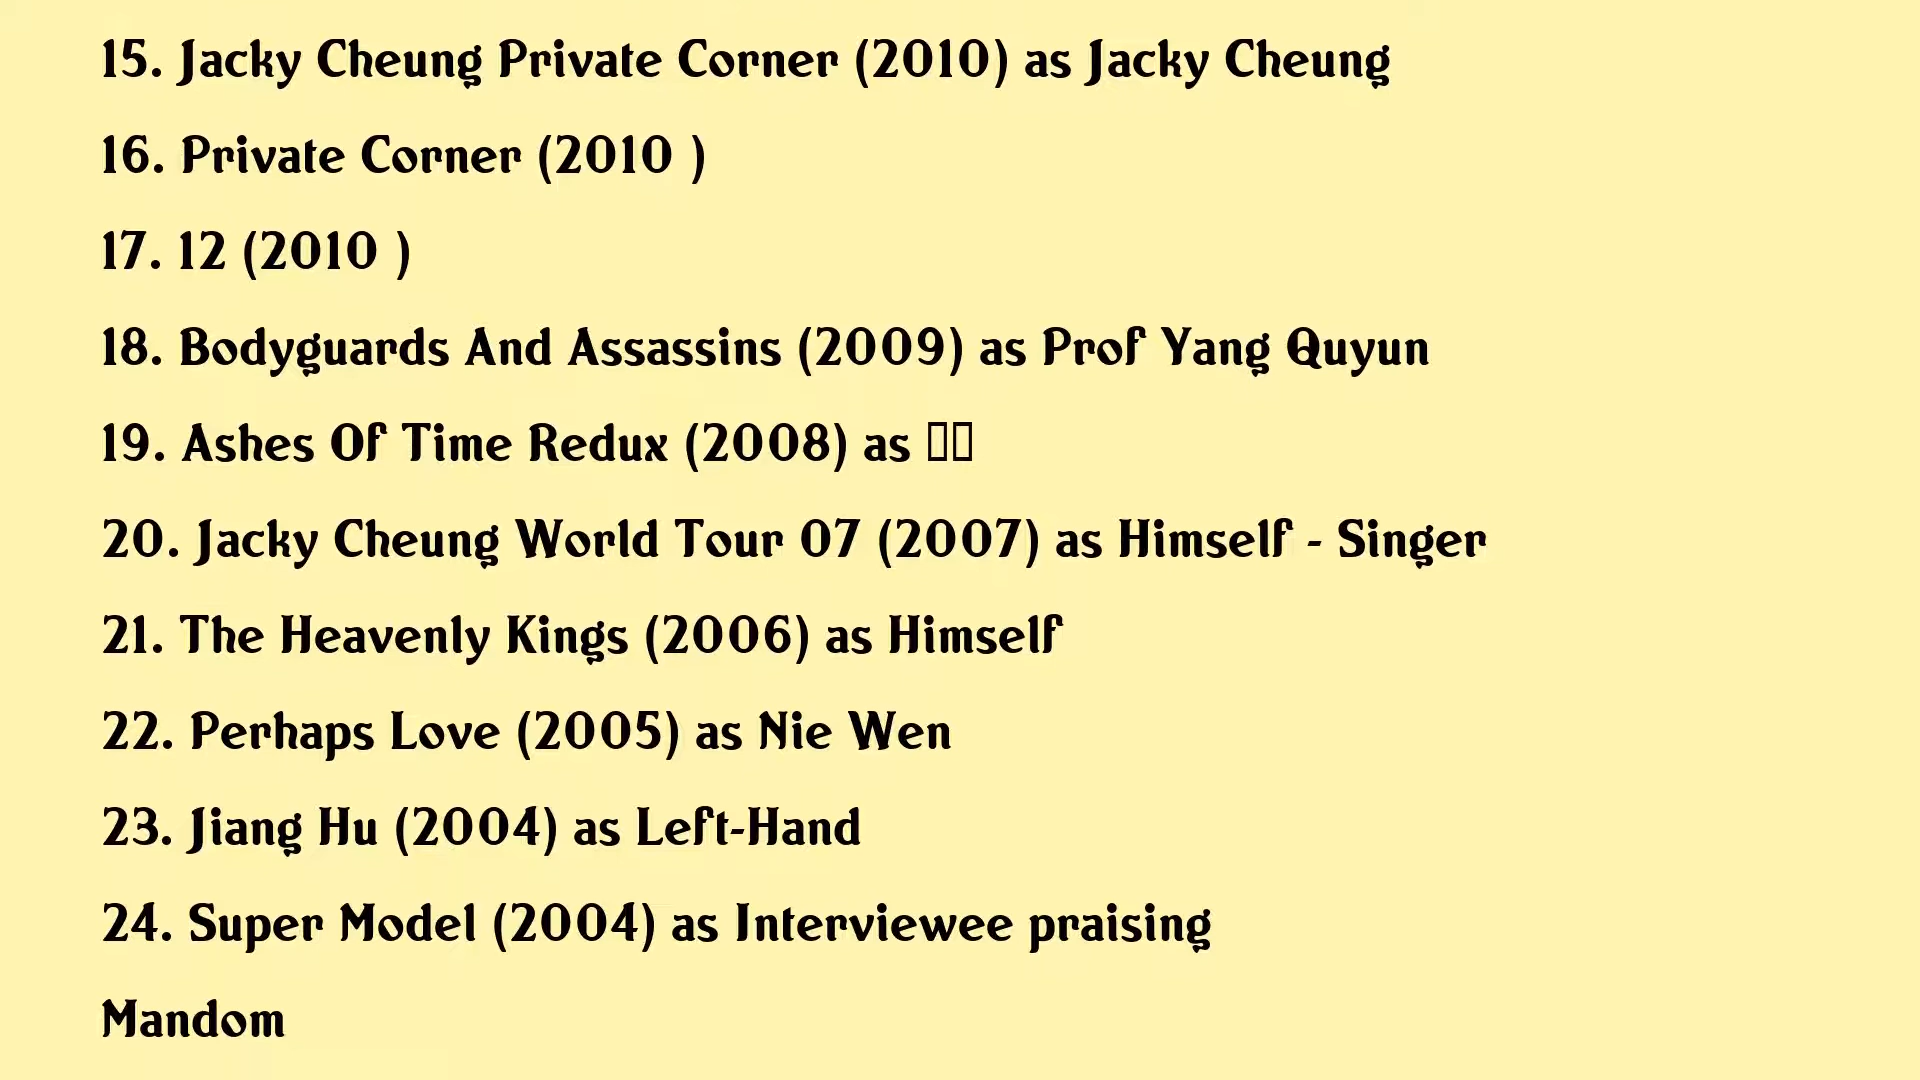 15. Jacky Cheung Private Corner (2010) as Jacky Cheung
16. Private Corner (2010 )
17. 12 (2010 )
18. Bodyguards And Assassins (2009) as Prof Yang Quyun
19. Ashes Of Time Redux (2008) as
20. Jacky Cheung World Tour 07 (2007) as Himself - Singer
21. The Heavenly Kings (2006) as Himself
22. Perhaps Love (2005) as Nie Wen
23. Jiang Hu (2004) as Left-Hand
24. Super Model (2004) as Interviewee praising
Mandom